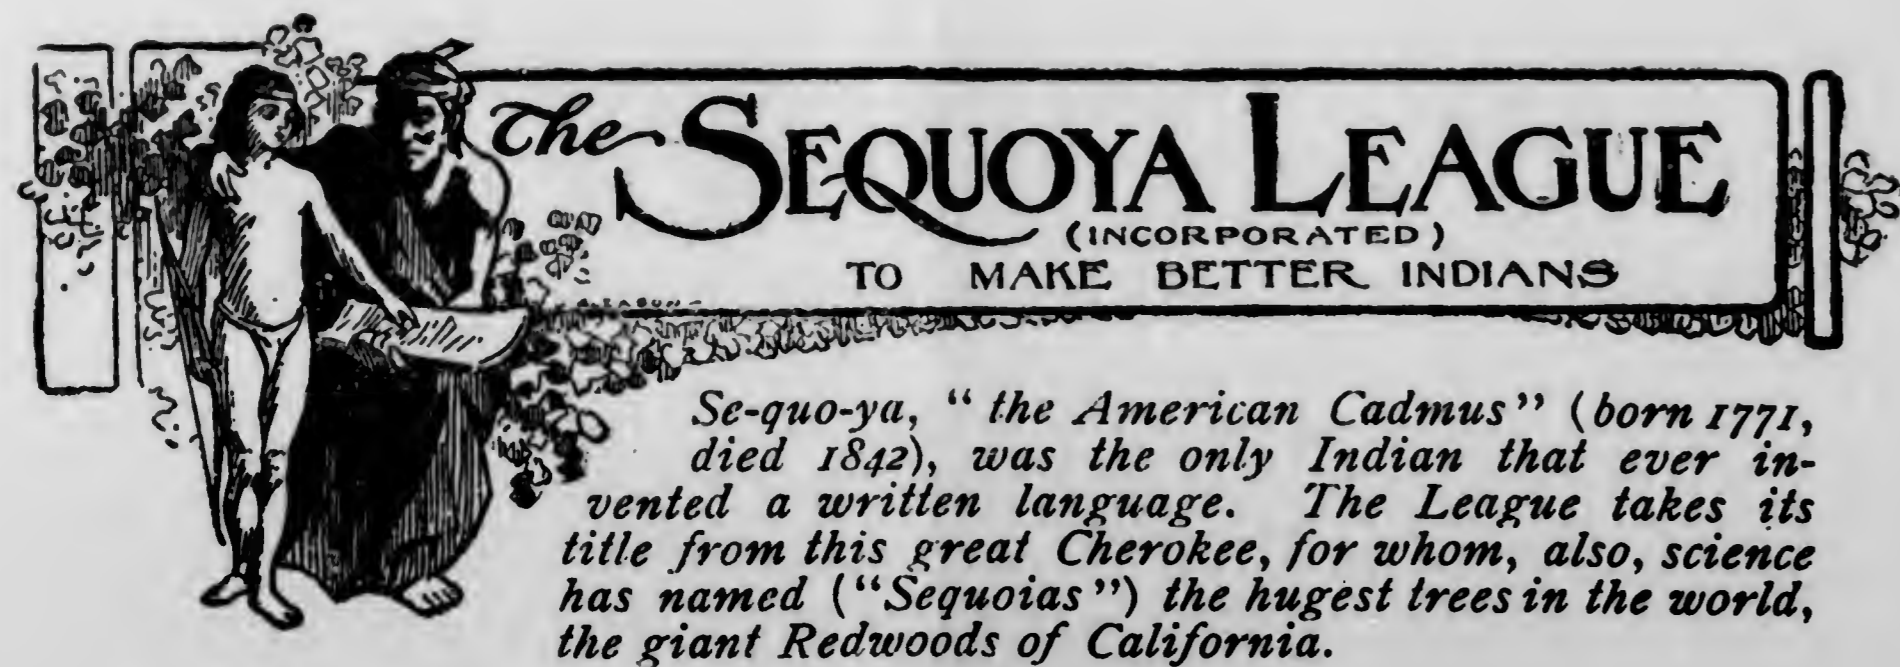 The SEQUOYA LEAGUE
(INCORPORATED)
TO MAKE BETTER INDIANS
Se-quo-ya, “the American Cadmus” (born 1771,
died 1842), was the only Indian that ever in-
vented a written language. The League takes its
title from this great Cherokee, for whom, also, science
has named (“Sequoias”) the hugest trees in the world,
the giant Redwoods of California.